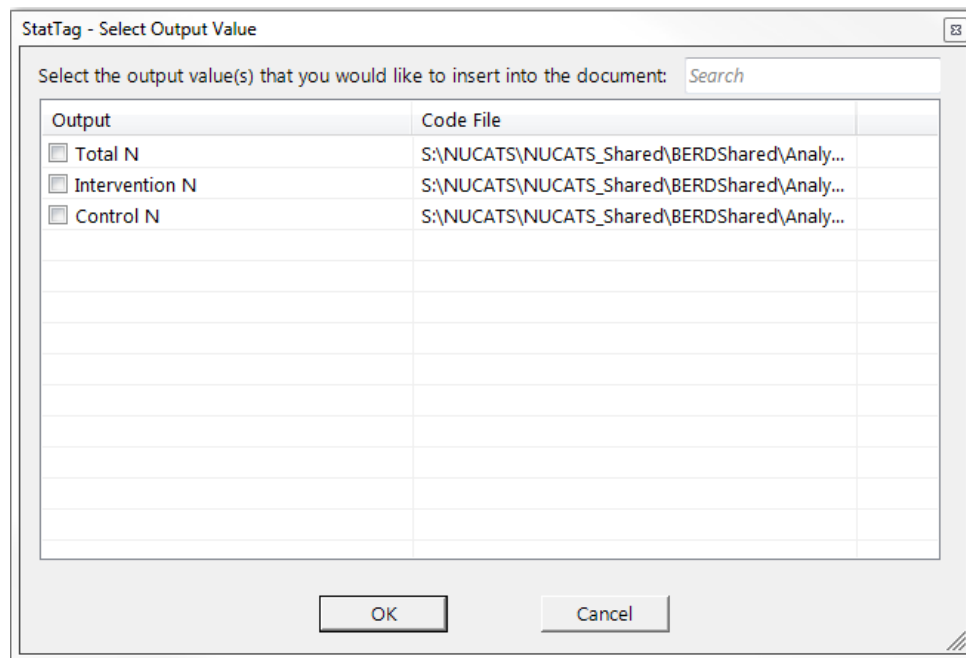 StatTag - Select Output Value
Select the output value(s) that you would like to insert into the document: Search
Output Code File
Total N S:\NUCATS\NUCATS_Shared\BERDShared\Analy...
Intervention N S:\NUCATS\NUCATS_Shared\BERDShared\Analy...
Control N S:\NUCATS\NUCATS_Shared\BERDShared\Analy...
OK Cancel